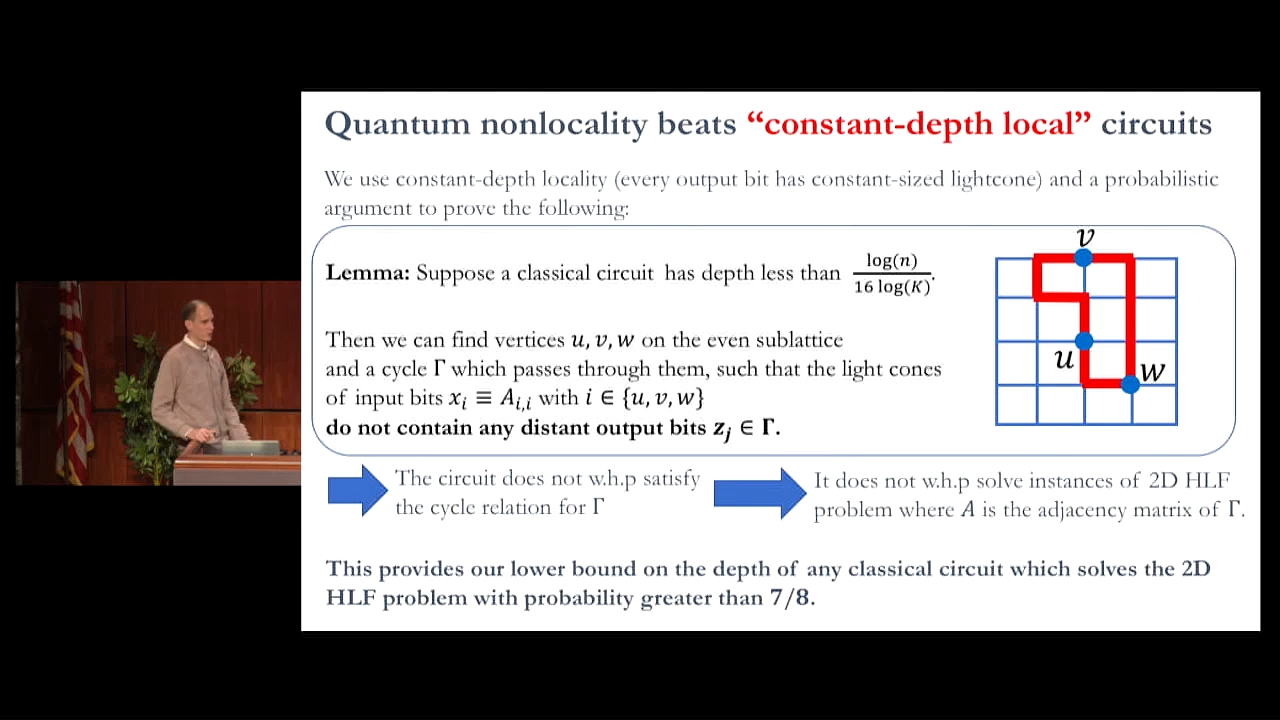 Quantum nonlocality beats “constant-depth local” circuits
We use constant-depth locality (every output bit has constant-sized lightcone) and a probabilistic
argument to prove the following:
Lemma: Suppose a classical circuit has depth less than log(n) / 16 log(K).
Then we can find vertices u, v, w on the even sublattice
and a cycle Γ which passes through them, such that the light cones
of input bits x_i ≡ A_{i,i} with i ∈ {u, v, w}
do not contain any distant output bits z_j ∈ Γ.
v
u
w
The circuit does not w.h.p satisfy
the cycle relation for Γ
It does not w.h.p solve instances of 2D HLF
problem where A is the adjacency matrix of Γ.
This provides our lower bound on the depth of any classical circuit which solves the 2D
HLF problem with probability greater than 7/8.